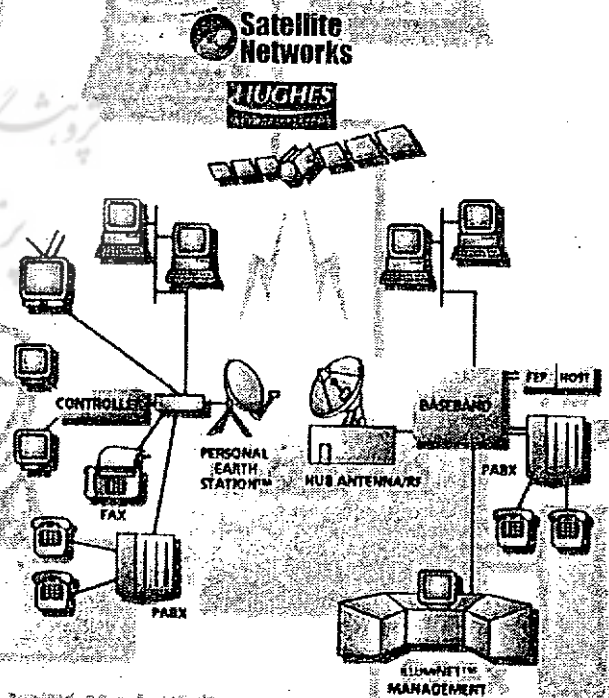 Satellite
Networks
HUGHES
FEP HOST
CONTROLLER
BASEBAND
PERSONAL
EARTH
STATION™
HUB ANTENNA/RF
PABX
FAX
PABX
MANAGEMENT